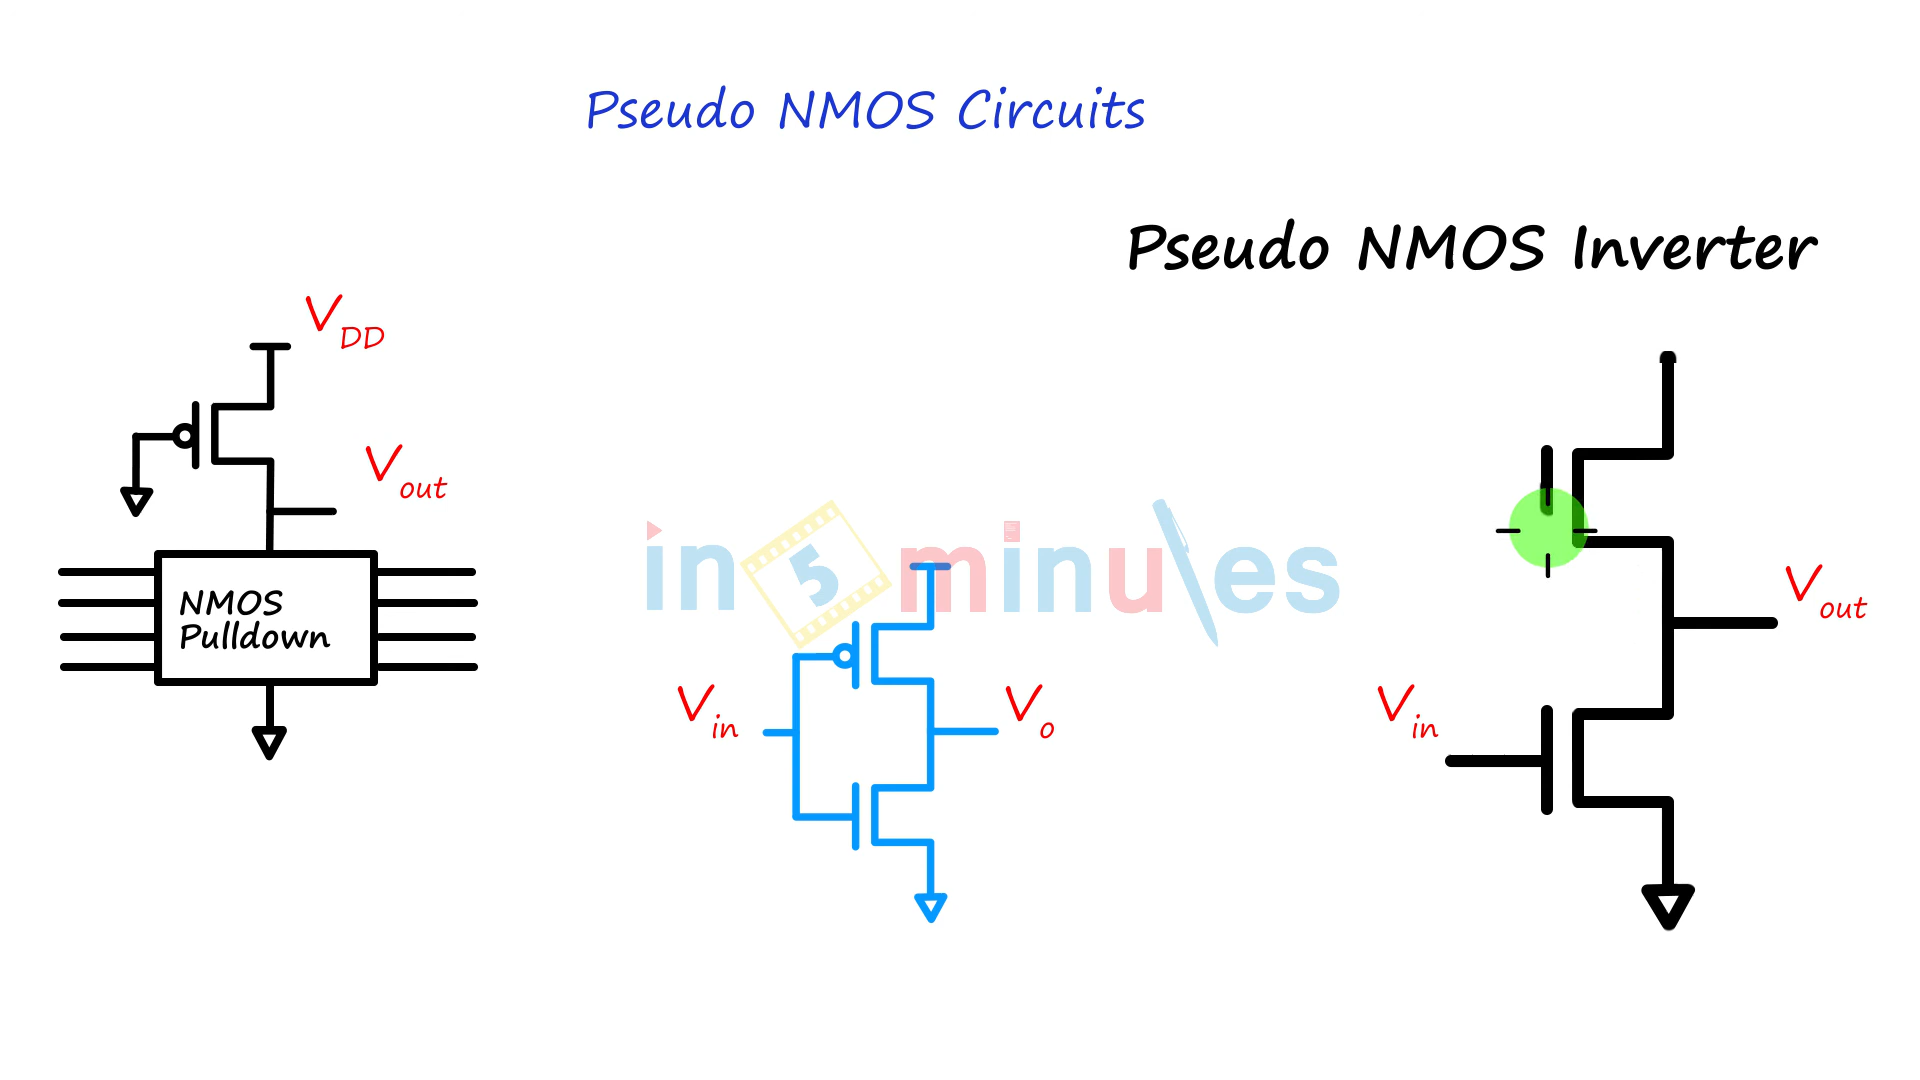 Pseudo NMOS Circuits
Pseudo NMOS Inverter
VDD
Vout
NMOS
Pulldown
in 5 minutes
Vin
Vo
Vout
Vin